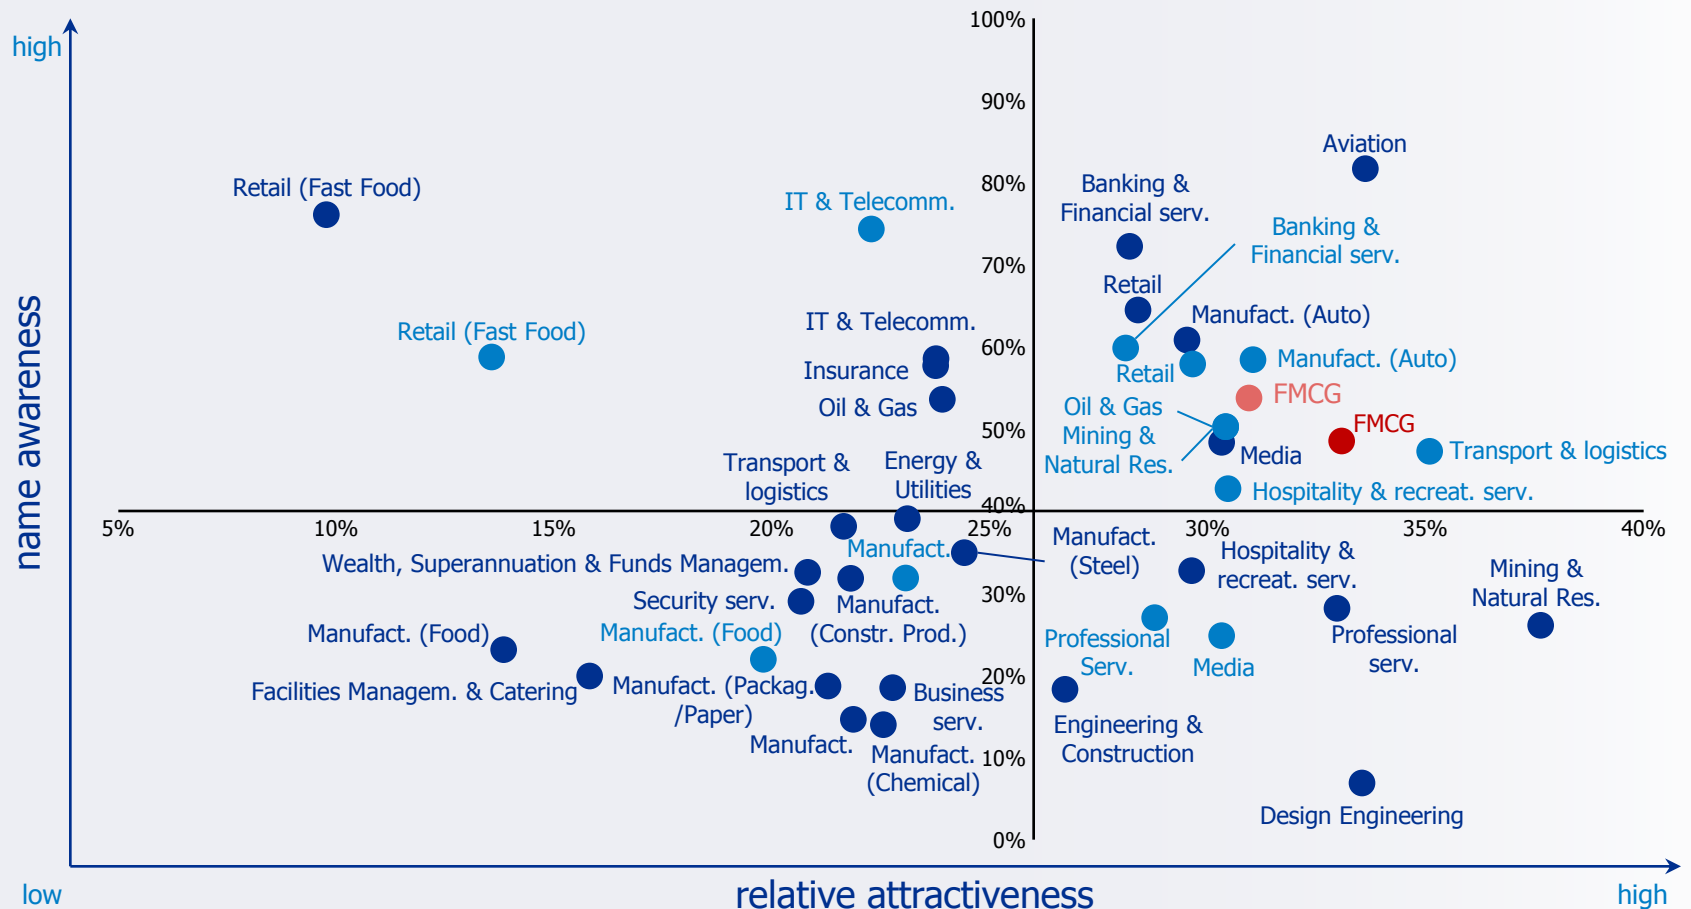 100%
high
90%
Aviation
Retail (Fast Food)
80%
Banking &
Financial serv.
IT & Telecomm.
Banking &
Financial serv.
70%
Retail
IT & Telecomm.
Manufact. (Auto)
Retail (Fast Food)
60%
Manufact. (Auto)
Insurance
Retail
FMCG
Oil & Gas
Oil & Gas
50%
FMCG
Mining &
Natural Res.
Media
Transport & logistics
Transport &
logistics
Energy &
Utilities
Hospitality & recreat. serv.
40%
5%
10%
15%
20%
25%
30%
35%
40%
Manufact.
Manufact.
(Steel)
Hospitality &
recreat. serv.
Wealth, Superannuation & Funds Managem.
Mining &
Natural Res.
30%
Security serv.
Manufact.
(Constr. Prod.)
Manufact. (Food)
Manufact. (Food)
Professional
Serv.
Media
Professional
serv.
20%
Facilities Managem. & Catering
Manufact. (Packag.
/Paper)
Business
serv.
Engineering &
Construction
Manufact.
Manufact.
(Chemical)
10%
Design Engineering
0%
name awareness
low
relative attractiveness
high